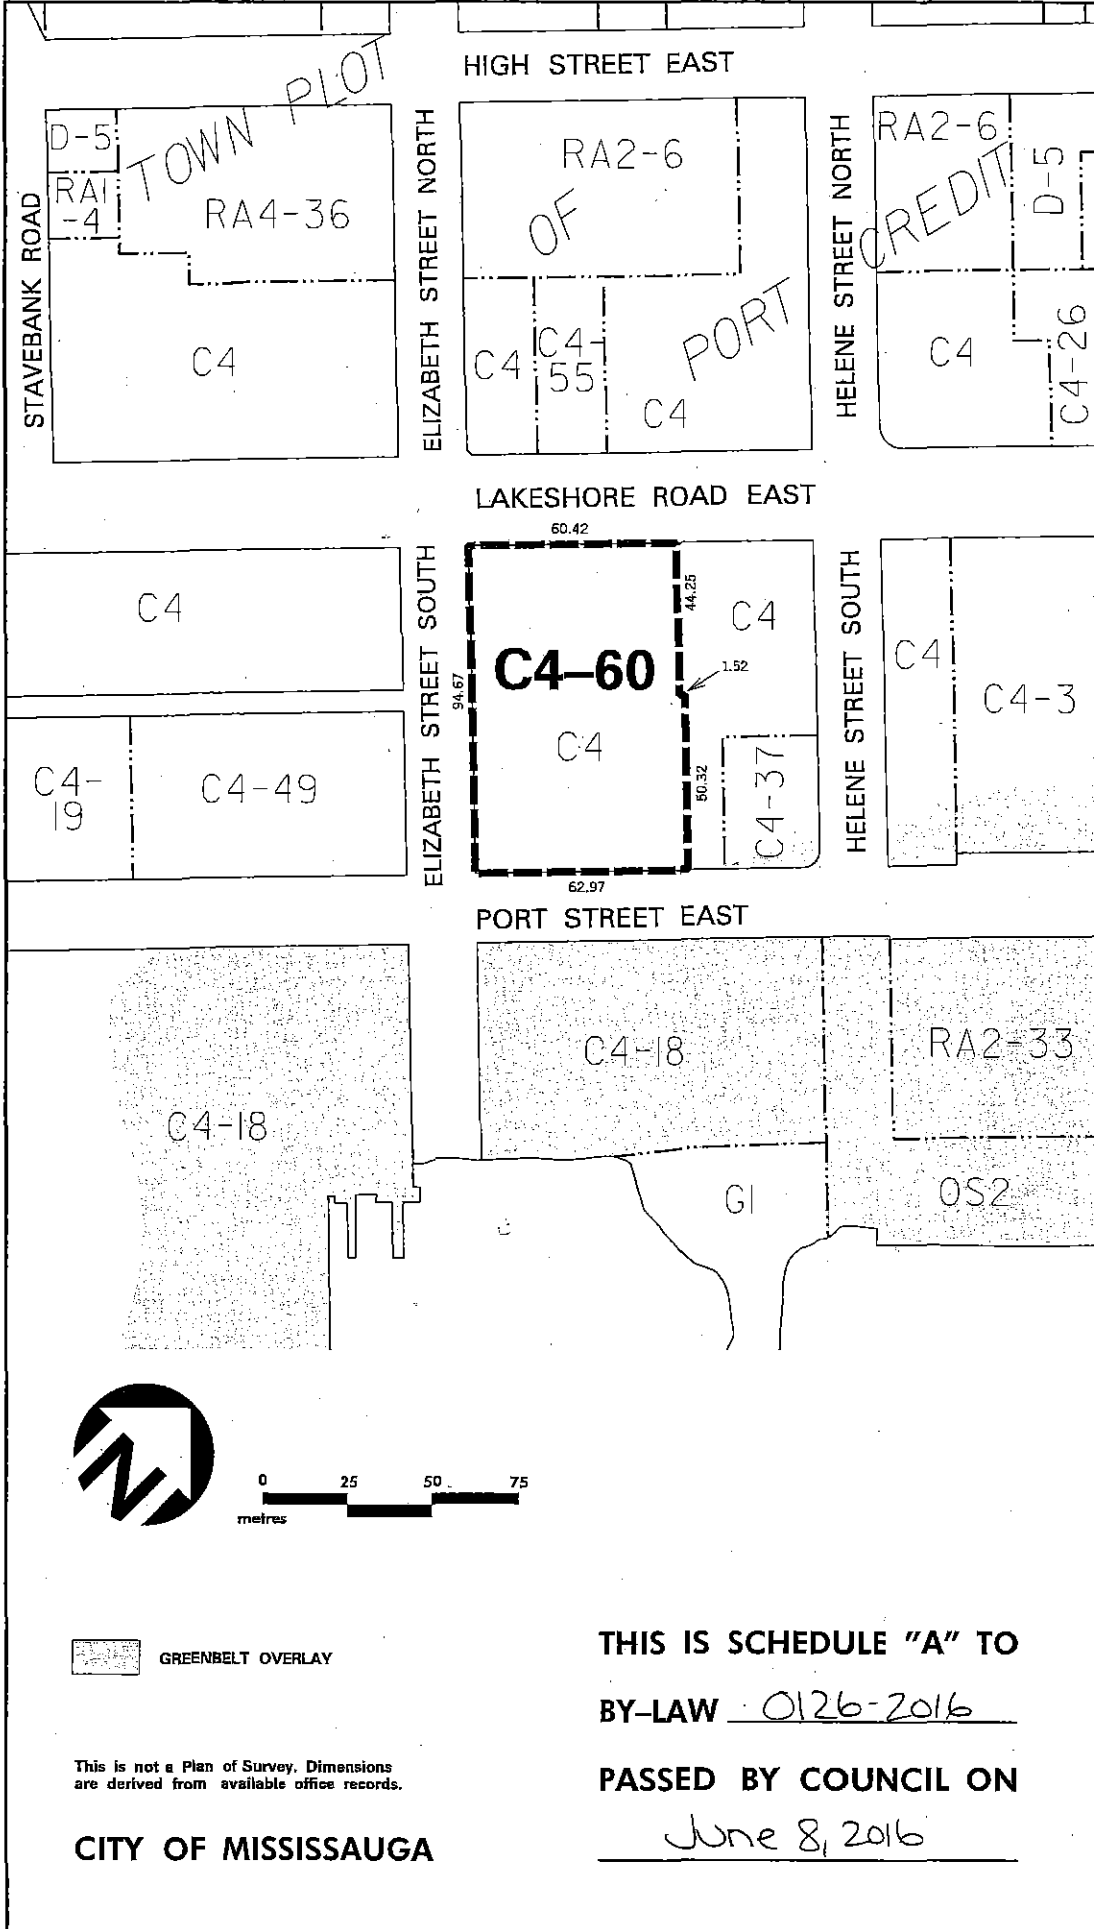 HIGH STREET EAST
TOWN PLOT
OF
PORT
CREDIT
D-5
RA1
-4
RA4-36
C4
STAVEBANK ROAD
ELIZABETH STREET NORTH
RA2-6
C4
C4-
55
C4
HELENE STREET NORTH
RA2-6
D-5
C4
C4-26
LAKESHORE ROAD EAST
60.42
C4
C4-
19
C4-49
ELIZABETH STREET SOUTH
94.67
C4-60
C4
44.25
1.52
50.32
62.97
C4
C4-37
HELENE STREET SOUTH
C4
C4-3
PORT STREET EAST
C4-18
C4-18
RA2-33
G1
OS2
N
0 25 50 75
metres
GREENBELT OVERLAY
This is not a Plan of Survey. Dimensions
are derived from available office records.
CITY OF MISSISSAUGA
THIS IS SCHEDULE "A" TO
BY-LAW 0126-2016
PASSED BY COUNCIL ON
June 8, 2016